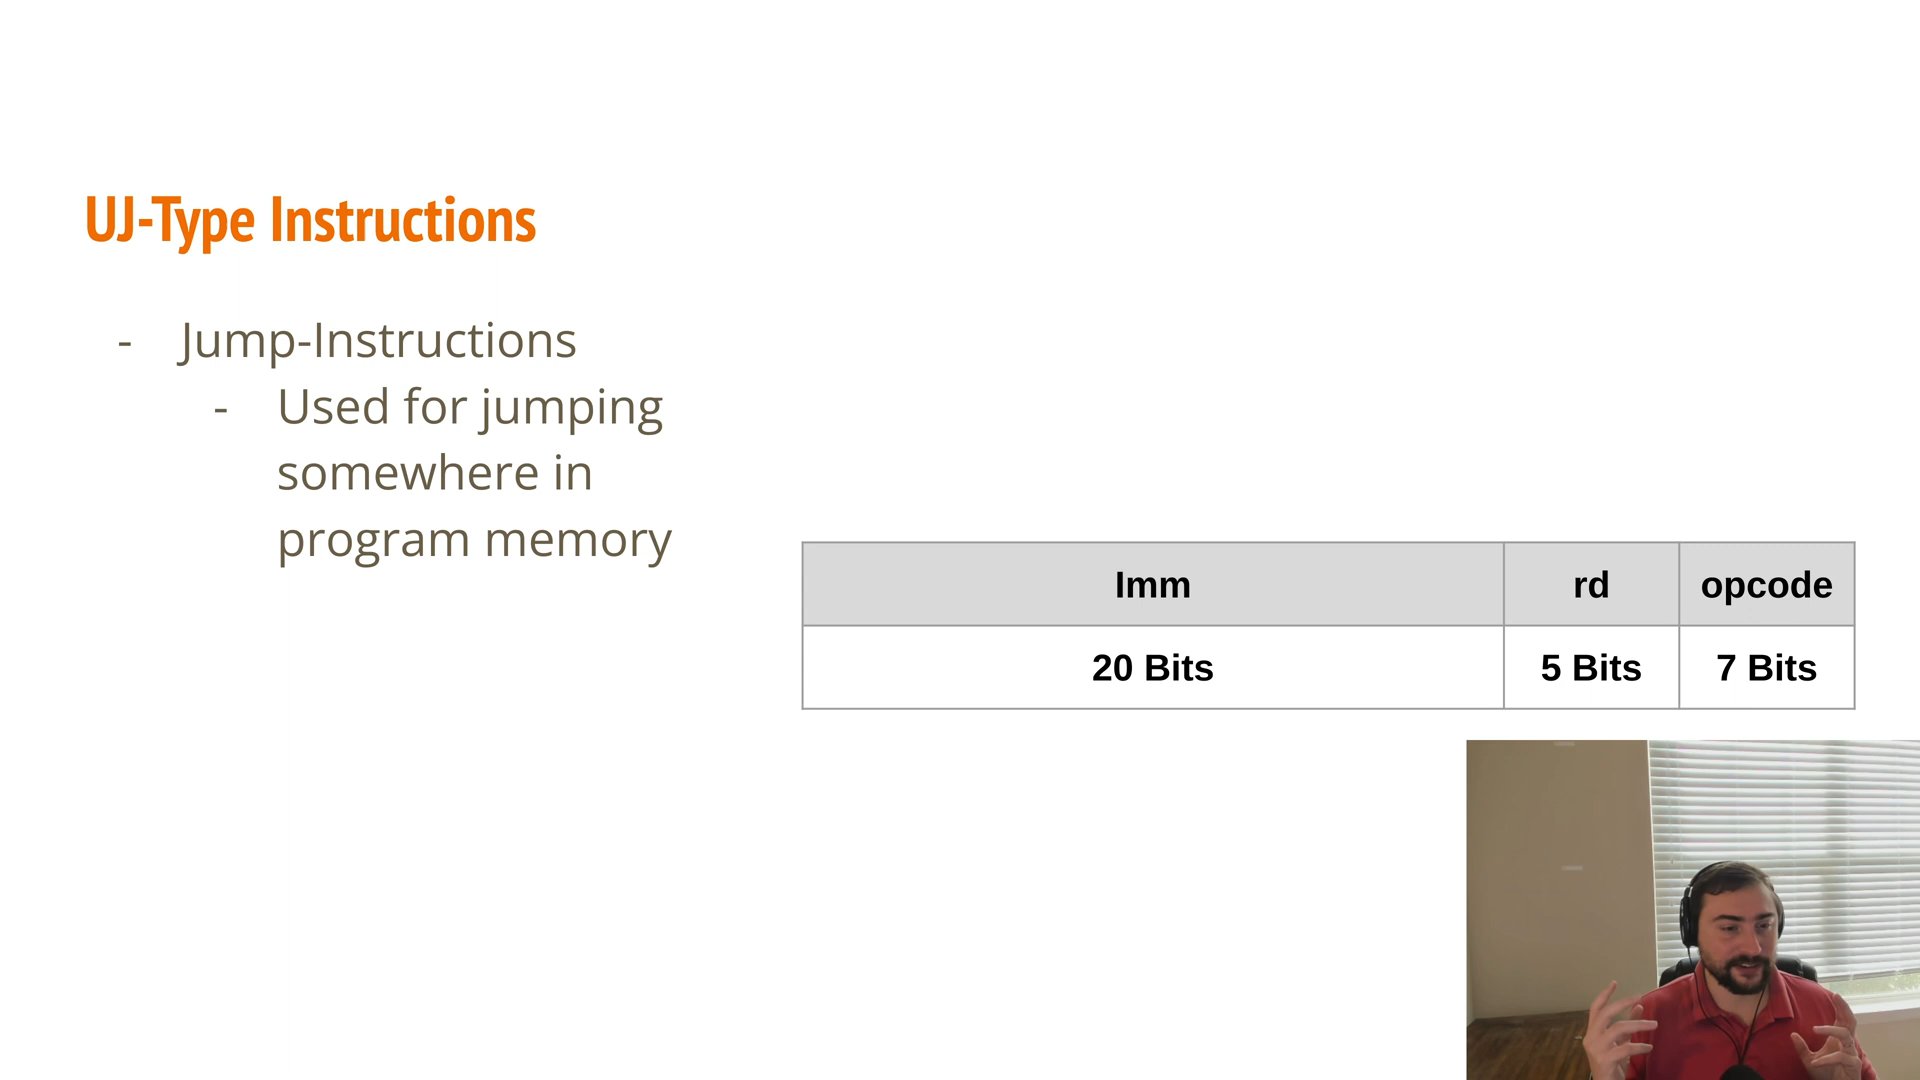 UJ-Type Instructions
- Jump-Instructions
- Used for jumping
somewhere in
program memory
Imm rd opcode
20 Bits 5 Bits 7 Bits